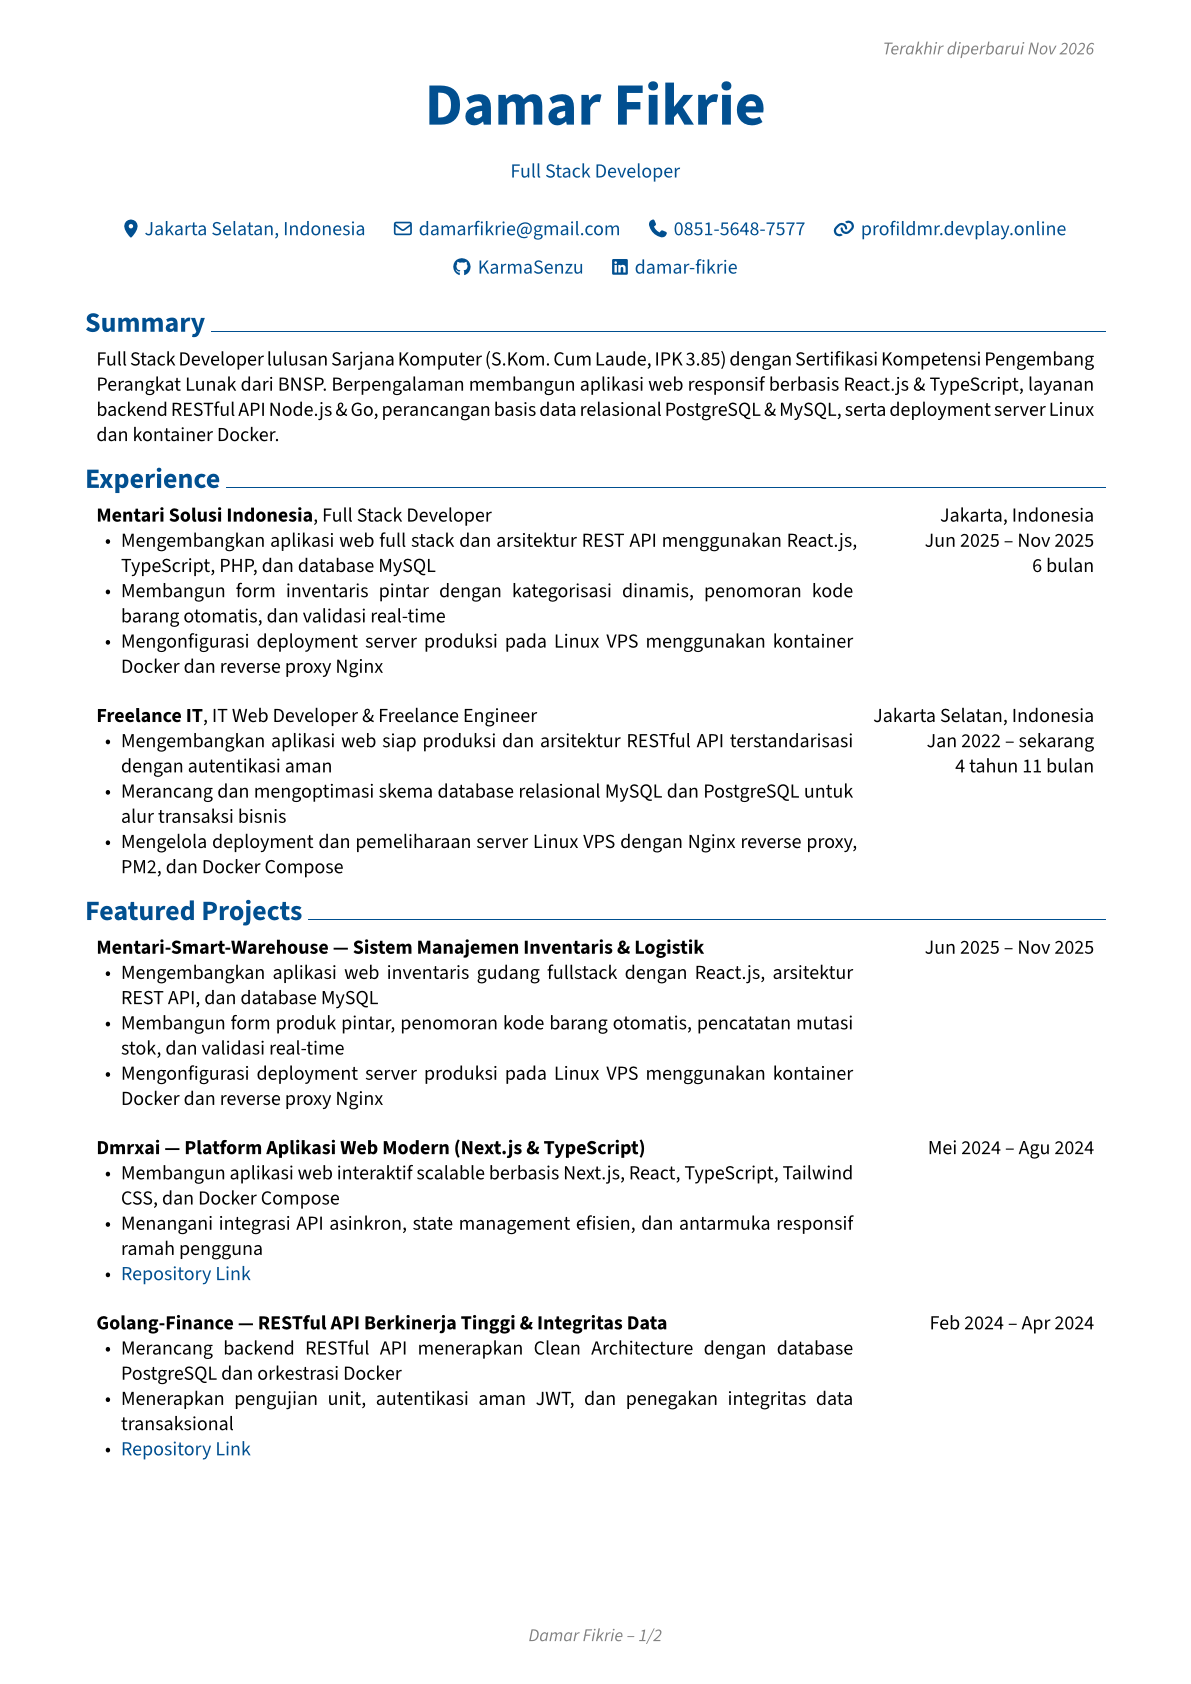 Terakhir diperbarui Nov 2026
Damar Fikrie
Full Stack Developer
Jakarta Selatan, Indonesia damarfikrie@gmail.com 0851-5648-7577 profildmr.devplay.online
KarmaSenzu damar-fikrie
Summary
Full Stack Developer lulusan Sarjana Komputer (S.Kom. Cum Laude, IPK 3.85) dengan Sertifikasi Kompetensi Pengembang
Perangkat Lunak dari BNSP. Berpengalaman membangun aplikasi web responsif berbasis React.js & TypeScript, layanan
backend RESTful API Node.js & Go, perancangan basis data relasional PostgreSQL & MySQL, serta deployment server Linux
dan kontainer Docker.
Experience
Mentari Solusi Indonesia, Full Stack Developer Jakarta, Indonesia
• Mengembangkan aplikasi web full stack dan arsitektur REST API menggunakan React.js, Jun 2025 – Nov 2025
TypeScript, PHP, dan database MySQL 6 bulan
• Membangun form inventaris pintar dengan kategorisasi dinamis, penomoran kode
barang otomatis, dan validasi real-time
• Mengonfigurasi deployment server produksi pada Linux VPS menggunakan kontainer
Docker dan reverse proxy Nginx
Freelance IT, IT Web Developer & Freelance Engineer Jakarta Selatan, Indonesia
• Mengembangkan aplikasi web siap produksi dan arsitektur RESTful API terstandarisasi Jan 2022 – sekarang
dengan autentikasi aman 4 tahun 11 bulan
• Merancang dan mengoptimasi skema database relasional MySQL dan PostgreSQL untuk
alur transaksi bisnis
• Mengelola deployment dan pemeliharaan server Linux VPS dengan Nginx reverse proxy,
PM2, dan Docker Compose
Featured Projects
Mentari-Smart-Warehouse — Sistem Manajemen Inventaris & Logistik Jun 2025 – Nov 2025
• Mengembangkan aplikasi web inventaris gudang fullstack dengan React.js, arsitektur
REST API, dan database MySQL
• Membangun form produk pintar, penomoran kode barang otomatis, pencatatan mutasi
stok, dan validasi real-time
• Mengonfigurasi deployment server produksi pada Linux VPS menggunakan kontainer
Docker dan reverse proxy Nginx
Dmrxai — Platform Aplikasi Web Modern (Next.js & TypeScript) Mei 2024 – Agu 2024
• Membangun aplikasi web interaktif scalable berbasis Next.js, React, TypeScript, Tailwind
CSS, dan Docker Compose
• Menangani integrasi API asinkron, state management efisien, dan antarmuka responsif
ramah pengguna
• Repository Link
Golang-Finance — RESTful API Berkinerja Tinggi & Integritas Data Feb 2024 – Apr 2024
• Merancang backend RESTful API menerapkan Clean Architecture dengan database
PostgreSQL dan orkestrasi Docker
• Menerapkan pengujian unit, autentikasi aman JWT, dan penegakan integritas data
transaksional
• Repository Link
Damar Fikrie – 1/2